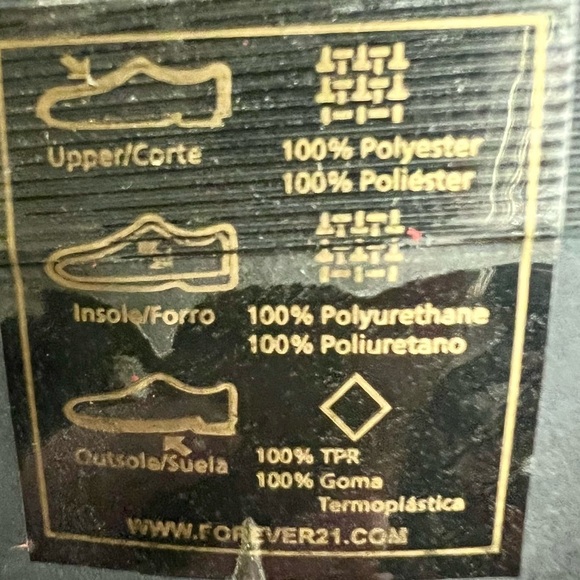 Upper/Corte
100% Polyester
100% Poliéster
Insole/Forro
100% Polyurethane
100% Poliuretano
Outsole/Suela
100% TPR
100% Goma
Termoplástica
WWW.FOREVER21.COM